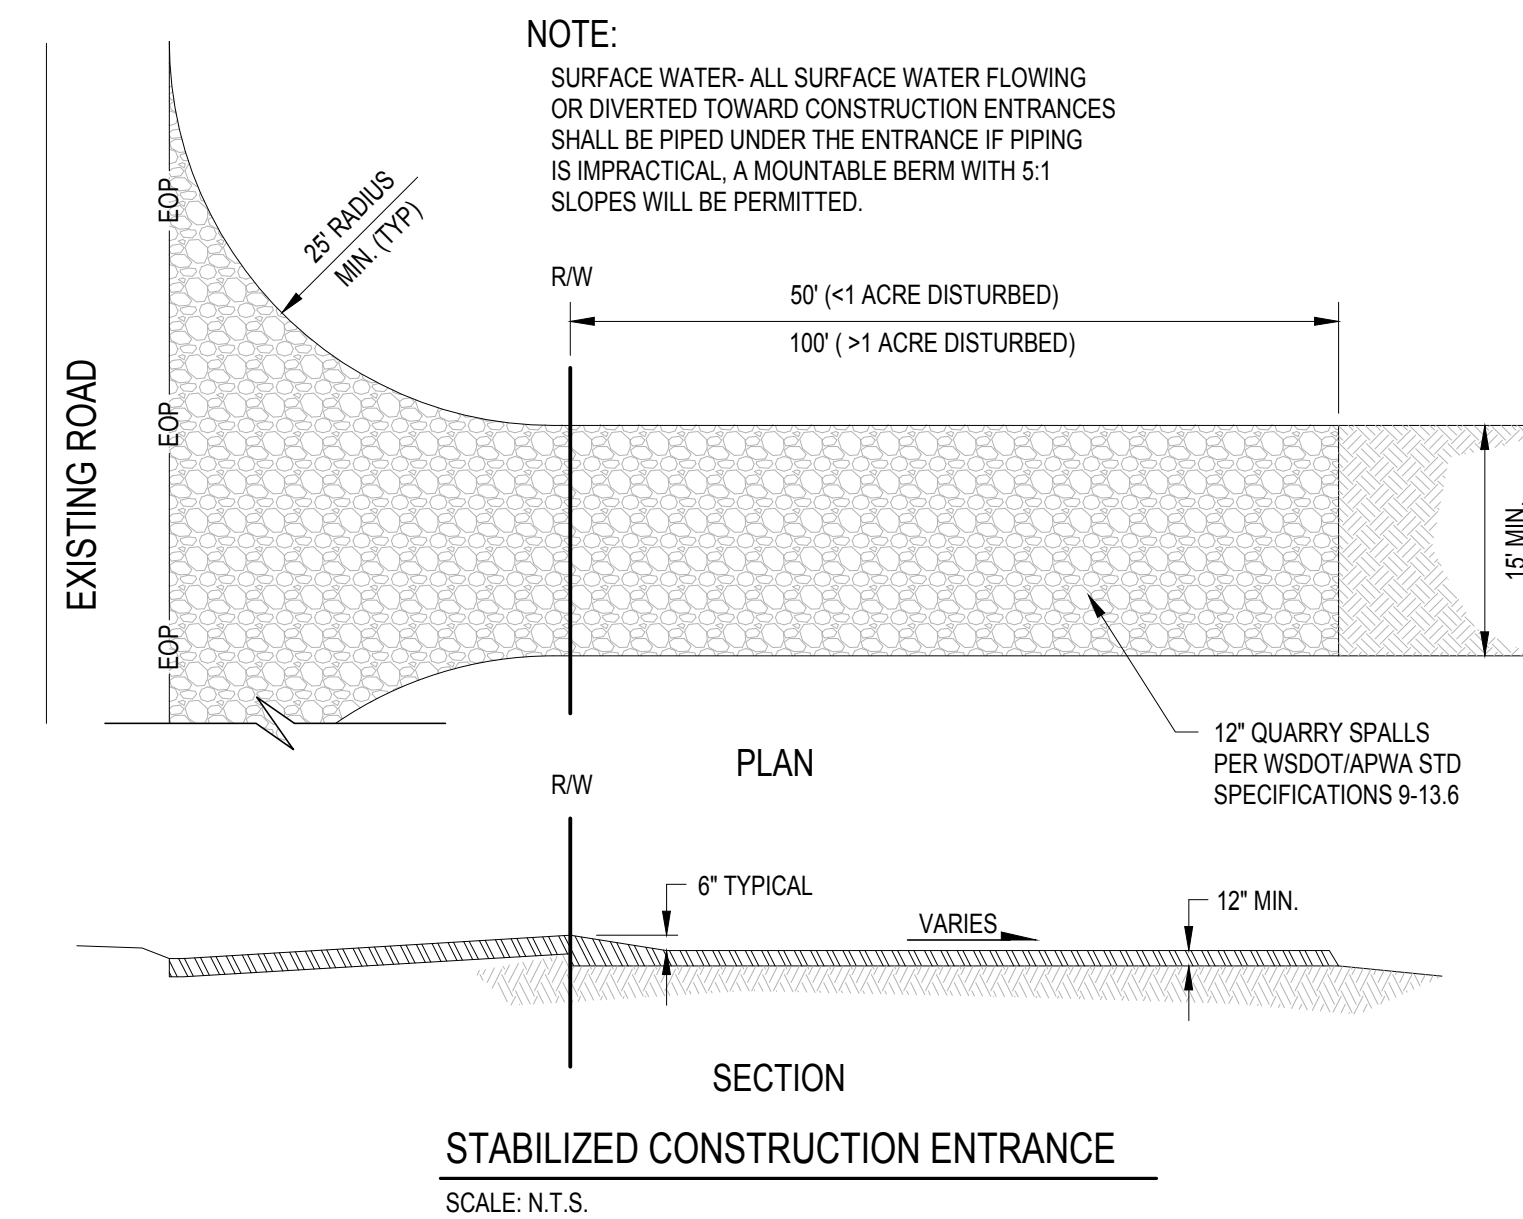 NOTE:
SURFACE WATER- ALL SURFACE WATER FLOWING
OR DIVERTED TOWARD CONSTRUCTION ENTRANCES
SHALL BE PIPED UNDER THE ENTRANCE IF PIPING
IS IMPRACTICAL, A MOUNTABLE BERM WITH 5:1
SLOPES WILL BE PERMITTED.
EOP
25' RADIUS
MIN. (TYP)
R/W
50' (<1 ACRE DISTURBED)
100' ( >1 ACRE DISTURBED)
EXISTING ROAD
EOP
15' MIN.
EOP
12" QUARRY SPALLS
PER WSDOT/APWA STD
SPECIFICATIONS 9-13.6
PLAN
R/W
6" TYPICAL
VARIES
12" MIN.
SECTION
STABILIZED CONSTRUCTION ENTRANCE
SCALE: N.T.S.